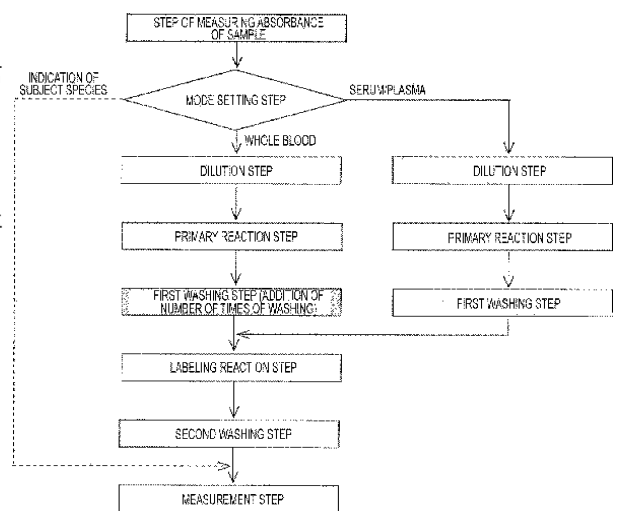 STEP OF MEASURING ABSORBANCE
OF SAMPLE
INDICATION OF
SUBJECT SPECIES
MODE SETTING STEP
SERUM/PLASMA
WHOLE BLOOD
DILUTION STEP
DILUTION STEP
PRIMARY REACTION STEP
PRIMARY REACTION STEP
FIRST WASHING STEP (ADDITION OF
NUMBER OF TIMES OF WASHING)
FIRST WASHING STEP
LABELING REACTION STEP
SECOND WASHING STEP
MEASUREMENT STEP